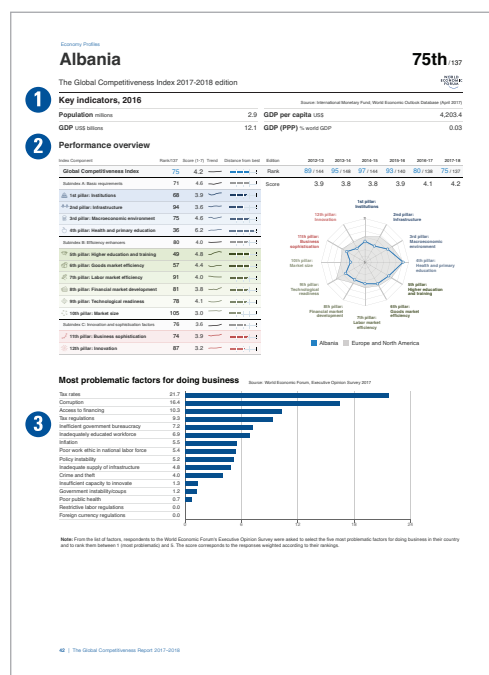 Economy Profiles
Albania
75th/137
The Global Competitiveness Index 2017-2018 edition
WORLD ECONOMIC FORUM
1
Key indicators, 2016
Source: International Monetary Fund; World Economic Outlook Database (April 2017)
Population millions 2.9
GDP per capita US$ 4,203.4
GDP US$ billions 12.1
GDP (PPP) % world GDP 0.03
2
Performance overview
Index Component Rank/137 Score (1-7) Trend Distance from best
Global Competitiveness Index 75 4.2
Subindex A: Basic requirements 71 4.6
1st pillar: Institutions 68 3.9
2nd pillar: Infrastructure 94 3.6
3rd pillar: Macroeconomic environment 75 4.6
4th pillar: Health and primary education 36 6.2
Subindex B: Efficiency enhancers 80 4.0
5th pillar: Higher education and training 49 4.8
6th pillar: Goods market efficiency 57 4.4
7th pillar: Labor market efficiency 91 4.0
8th pillar: Financial market development 81 3.8
9th pillar: Technological readiness 78 4.1
10th pillar: Market size 105 3.0
Subindex C: Innovation and sophistication factors 76 3.6
11th pillar: Business sophistication 74 3.9
12th pillar: Innovation 87 3.2
Edition 2012-13 2013-14 2014-15 2015-16 2016-17 2017-18
Rank 89 / 144 95 / 148 97 / 144 93 / 140 80 / 138 75 / 137
Score 3.9 3.8 3.8 3.9 4.1 4.2
1st pillar:
Institutions
2nd pillar:
Infrastructure
3rd pillar:
Macroeconomic
environment
4th pillar:
Health and primary
education
5th pillar:
Higher education
and training
6th pillar:
Goods market
efficiency
7th pillar:
Labor market
efficiency
8th pillar:
Financial market
development
9th pillar:
Technological
readiness
10th pillar:
Market size
11th pillar:
Business
sophistication
12th pillar:
Innovation
Albania
Europe and North America
Most problematic factors for doing business
Source: World Economic Forum, Executive Opinion Survey 2017
3
Tax rates 21.7
Corruption 16.4
Access to financing 10.3
Tax regulations 9.3
Inefficient government bureaucracy 7.2
Inadequately educated workforce 6.9
Inflation 5.5
Poor work ethic in national labor force 5.4
Policy instability 5.2
Inadequate supply of infrastructure 4.8
Crime and theft 4.0
Insufficient capacity to innovate 1.3
Government instability/coups 1.2
Poor public health 0.7
Restrictive labor regulations 0.0
Foreign currency regulations 0.0
0 6 12 18 24
Note: From the list of factors, respondents to the World Economic Forum's Executive Opinion Survey were asked to select the five most problematic factors for doing business in their country
and to rank them between 1 (most problematic) and 5. The score corresponds to the responses weighted according to their rankings.
42 | The Global Competitiveness Report 2017-2018